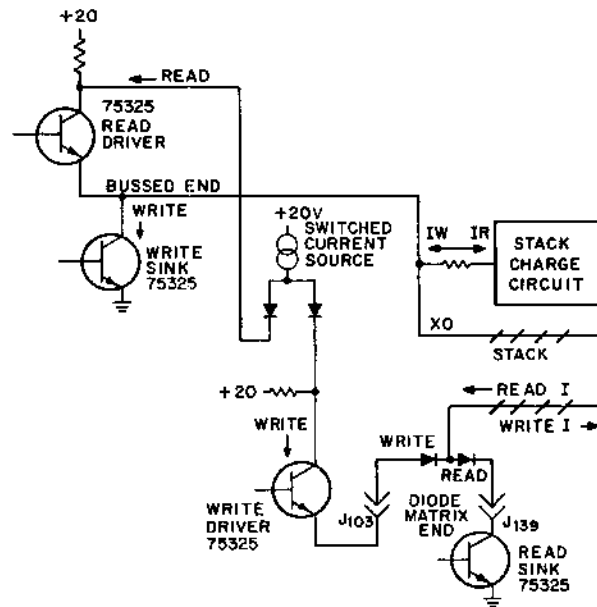 +20
READ
75325
READ
DRIVER
BUSSED END
WRITE
WRITE
SINK
75325
+20V
SWITCHED
CURRENT
SOURCE
IW IR
STACK
CHARGE
CIRCUIT
XO
STACK
+20
READ I
WRITE I
WRITE
WRITE
READ
WRITE
DRIVER
75325
J103
DIODE
MATRIX
END
J139
READ
SINK
75325